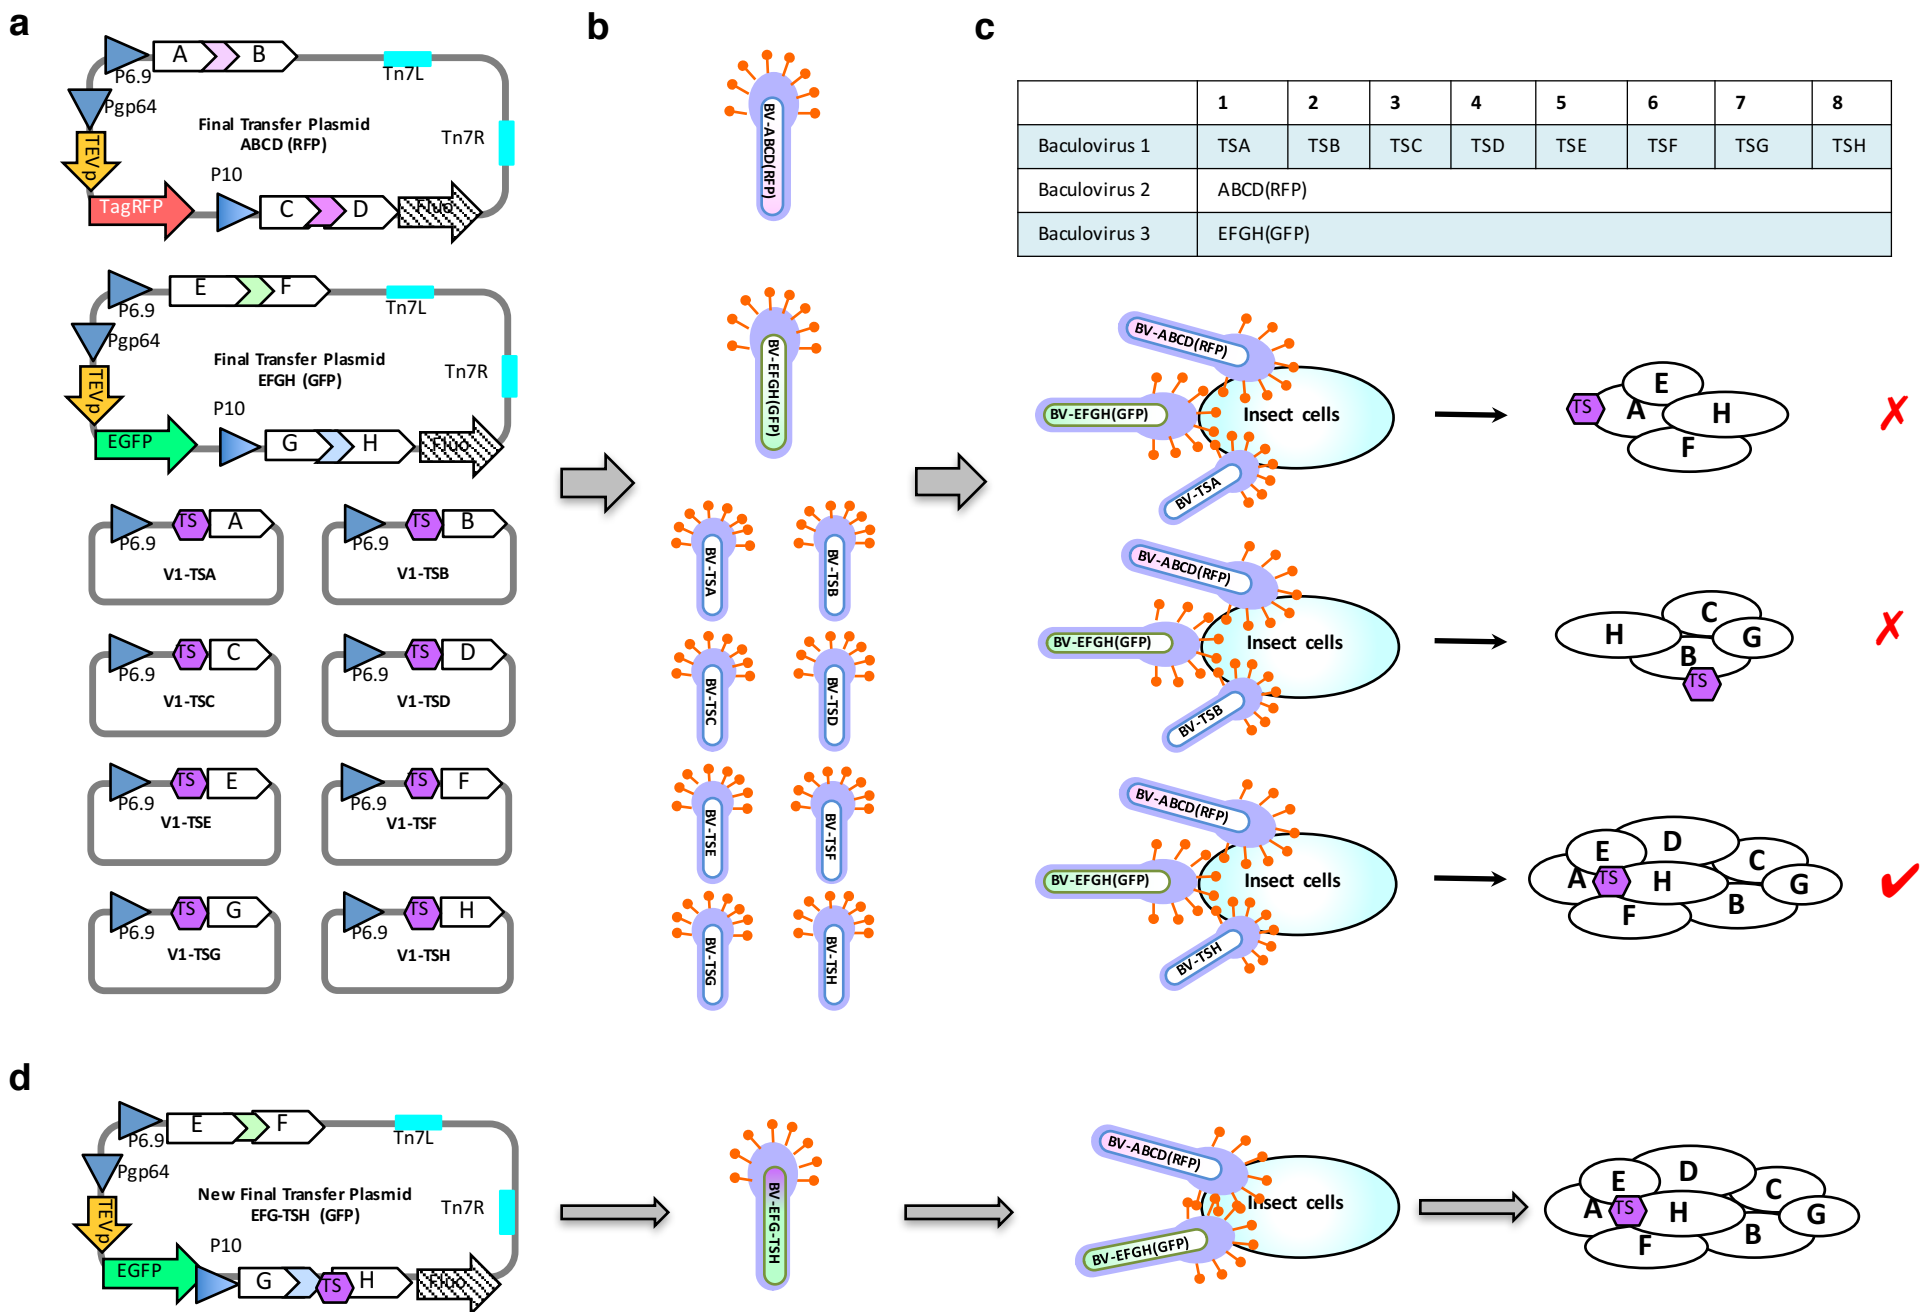 a
b
c
A
B
P6.9
Tn7L
Pgp64
Final Transfer Plasmid
ABCD (RFP)
Tn7R
TEVp
P10
TagRFP
C
D
Fluo
E
F
P6.9
Tn7L
Pgp64
Final Transfer Plasmid
EFGH (GFP)
Tn7R
TEVp
P10
EGFP
G
H
Fluo
TS A
P6.9
V1-TSA
TS B
P6.9
V1-TSB
TS C
P6.9
V1-TSC
TS D
P6.9
V1-TSD
TS E
P6.9
V1-TSE
TS F
P6.9
V1-TSF
TS G
P6.9
V1-TSG
TS H
P6.9
V1-TSH
BV-ABCD(RFP)
BV-EFGH(GFP)
BV-TSA
BV-TSB
BV-TSC
BV-TSD
BV-TSE
BV-TSF
BV-TSG
BV-TSH
1 2 3 4 5 6 7 8
Baculovirus 1 TSA TSB TSC TSD TSE TSF TSG TSH
Baculovirus 2 ABCD(RFP)
Baculovirus 3 EFGH(GFP)
BV-ABCD(RFP)
BV-EFGH(GFP)
Insect cells
BV-TSA
E
TS
A
H
F
✗
BV-ABCD(RFP)
BV-EFGH(GFP)
Insect cells
BV-TSB
C
H
G
B
TS
✗
BV-ABCD(RFP)
BV-EFGH(GFP)
Insect cells
BV-TSH
D
E
C
A
TS
H
G
B
F
✔
d
E
F
P6.9
Tn7L
Pgp64
New Final Transfer Plasmid
EFG-TSH (GFP)
Tn7R
TEVp
P10
EGFP
G
TS
H
Fluo
BV-EFG-TSH
BV-ABCD(RFP)
Insect cells
BV-EFGH(GFP)
D
E
C
A
TS
H
G
B
F